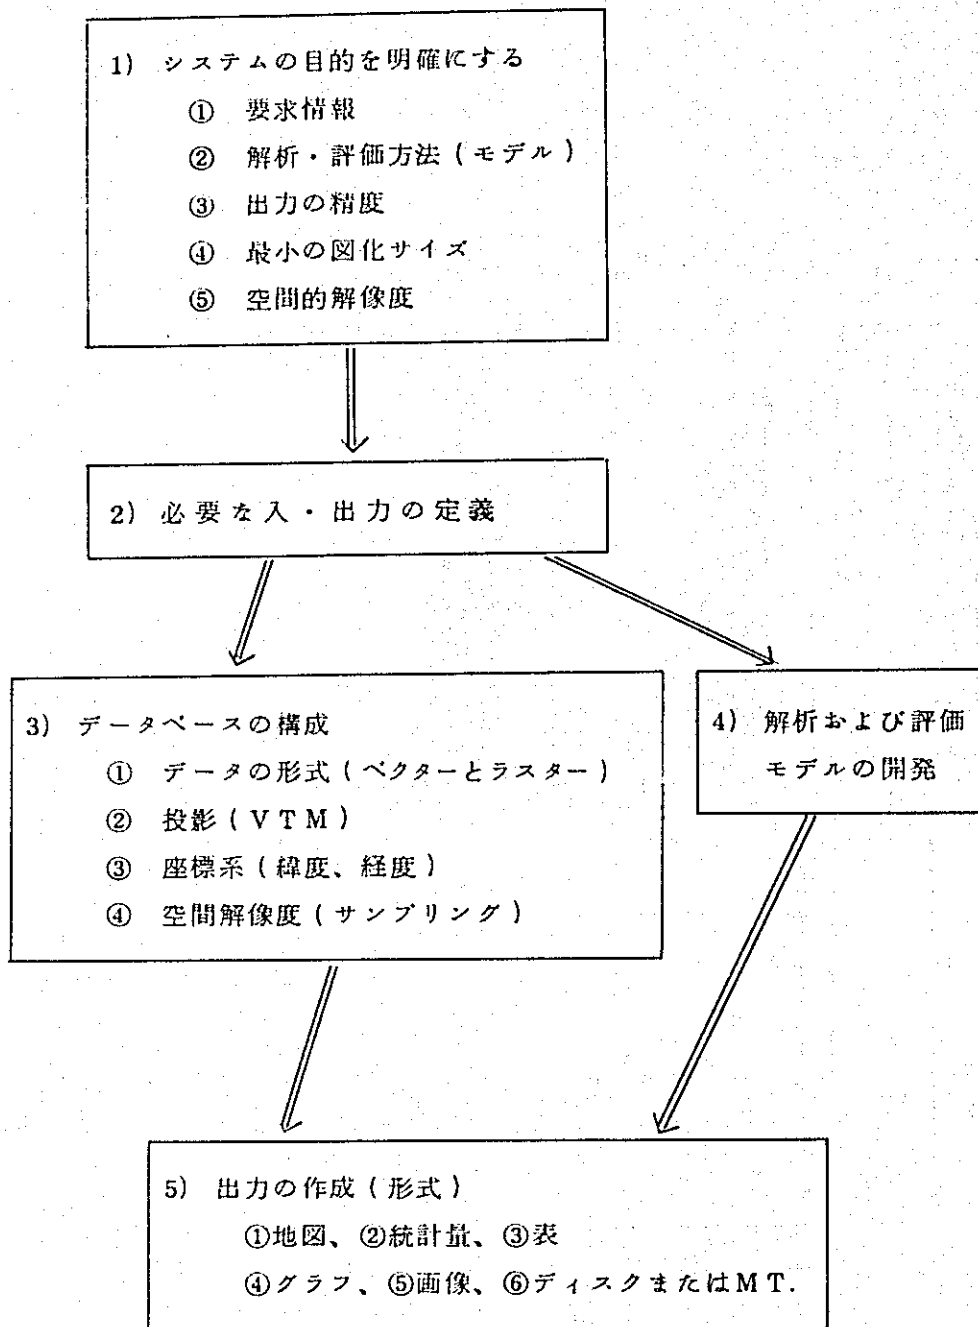 1) システムの目的を明確にする
① 要求情報
② 解析・評価方法(モデル)
③ 出力の精度
④ 最小の図化サイズ
⑤ 空間的解像度
2) 必要な入・出力の定義
3) データベースの構成
① データの形式(ベクターとラスター)
② 投影(VTM)
③ 座標系(緯度、経度)
④ 空間解像度(サンプリング)
4) 解析および評価
モデルの開発
5) 出力の作成(形式)
①地図、②統計量、③表
④グラフ、⑤画像、⑥ディスクまたはMT.